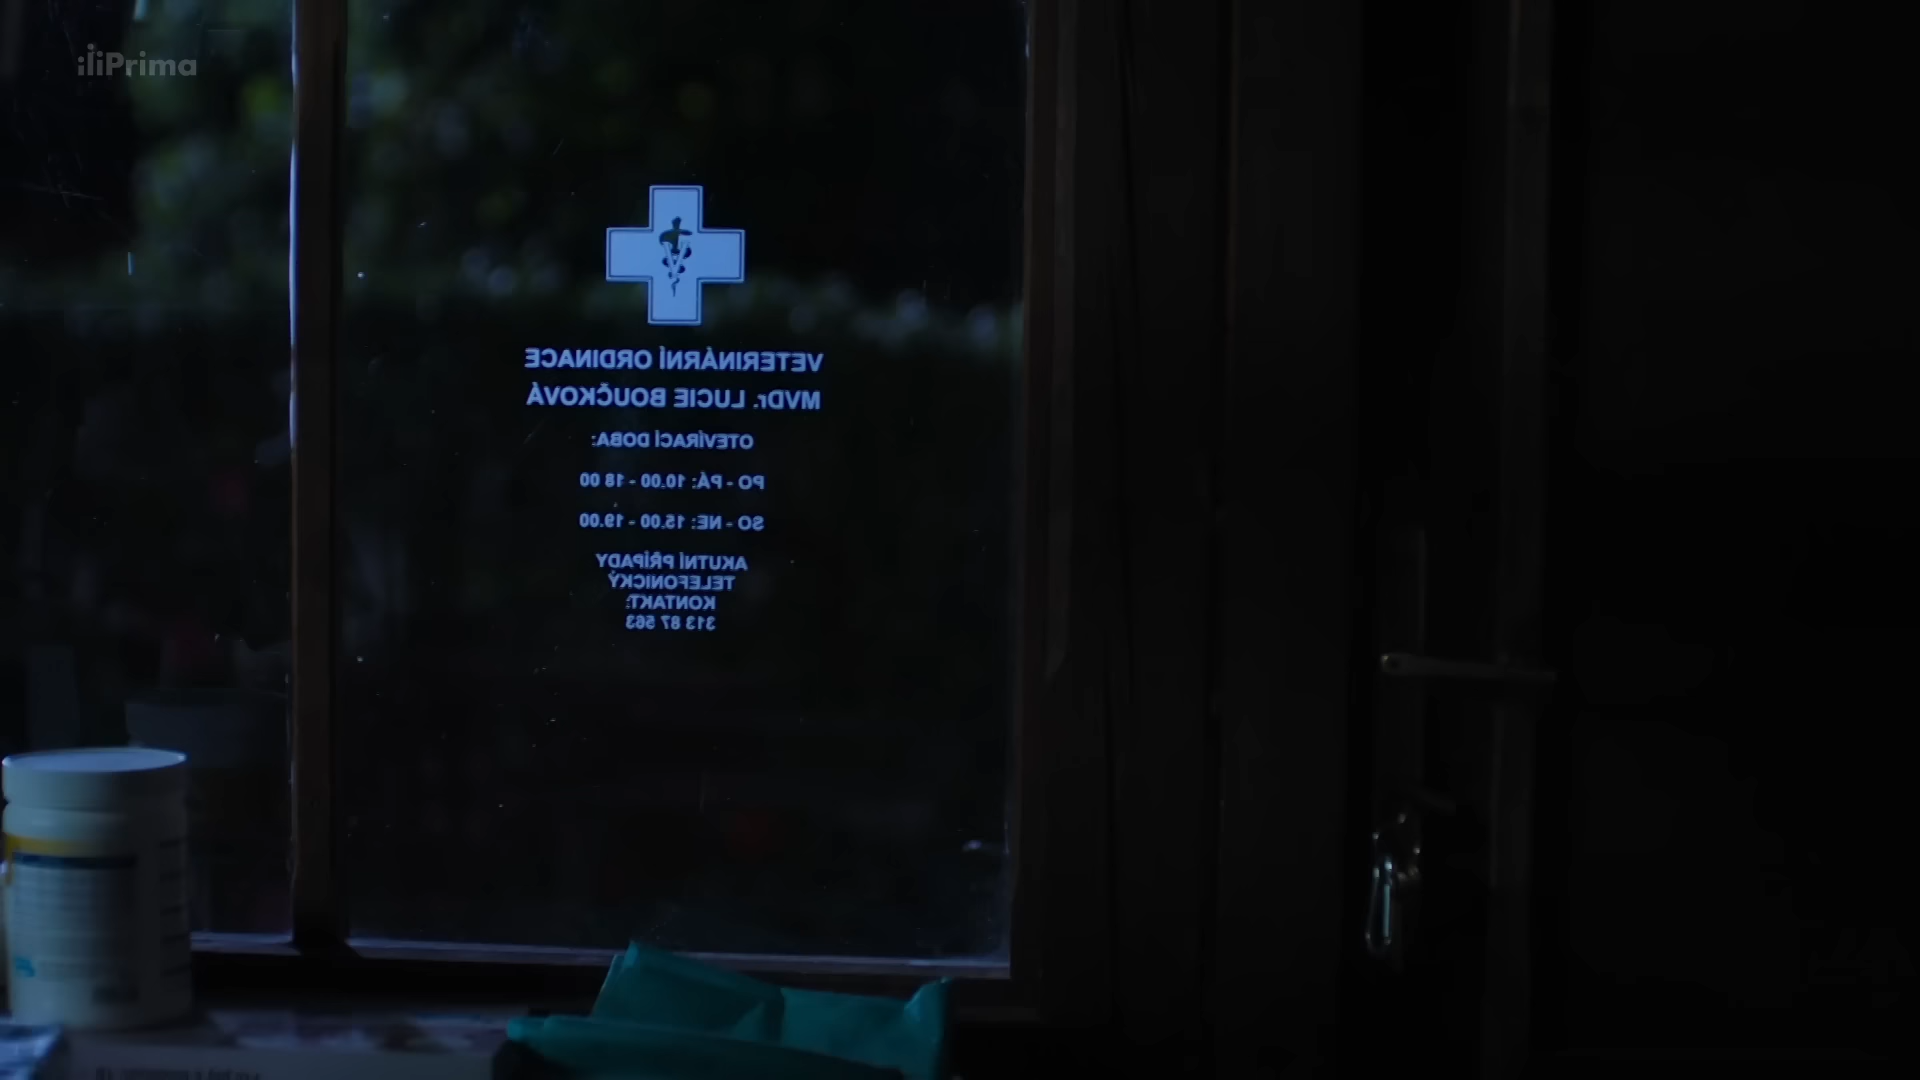 iPrima
V
VETERINÁRNÍ ORDINACE
MVDr. LUCIE BOUČKOVÁ
OTEVÍRACÍ DOBA:
PO - PÁ: 10.00 - 18 00
SO - NE: 15.00 - 19.00
AKUTNÍ PŘÍPADY
TELEFONICKÝ
KONTAKT:
313 87 563